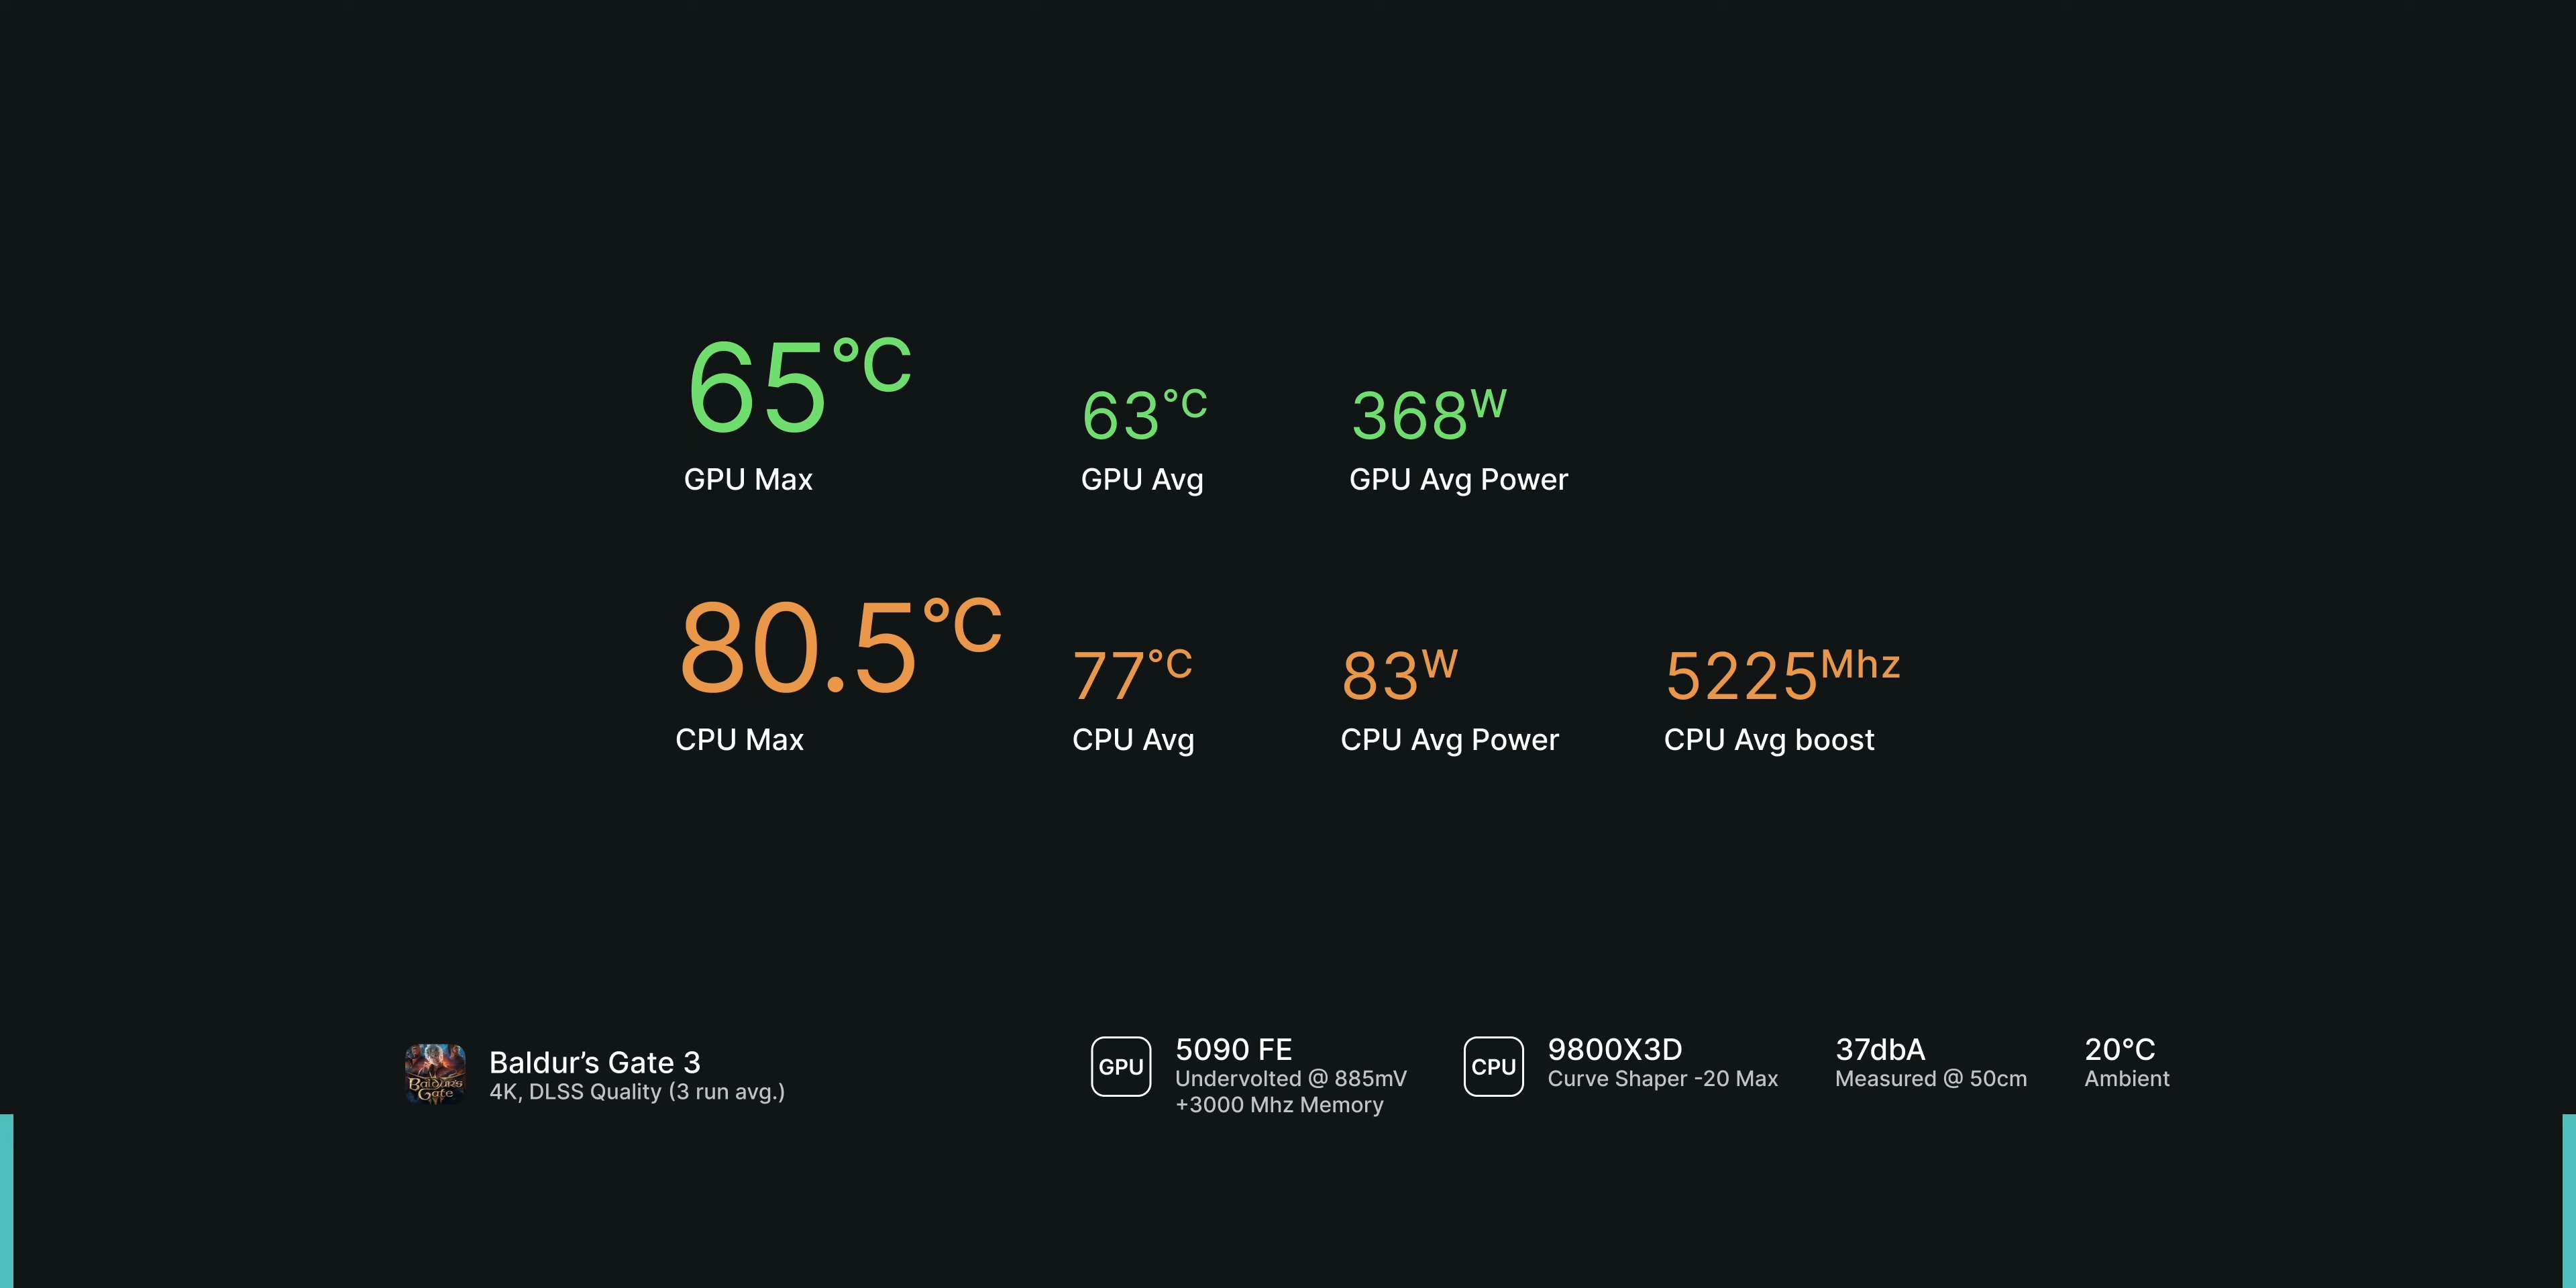 65°C
GPU Max
63°C
GPU Avg
368W
GPU Avg Power
80.5°C
CPU Max
77°C
CPU Avg
83W
CPU Avg Power
5225Mhz
CPU Avg boost
Baldur's Gate
Baldur’s Gate 3
4K, DLSS Quality (3 run avg.)
GPU
5090 FE
Undervolted @ 885mV
+3000 Mhz Memory
CPU
9800X3D
Curve Shaper -20 Max
37dbA
Measured @ 50cm
20°C
Ambient